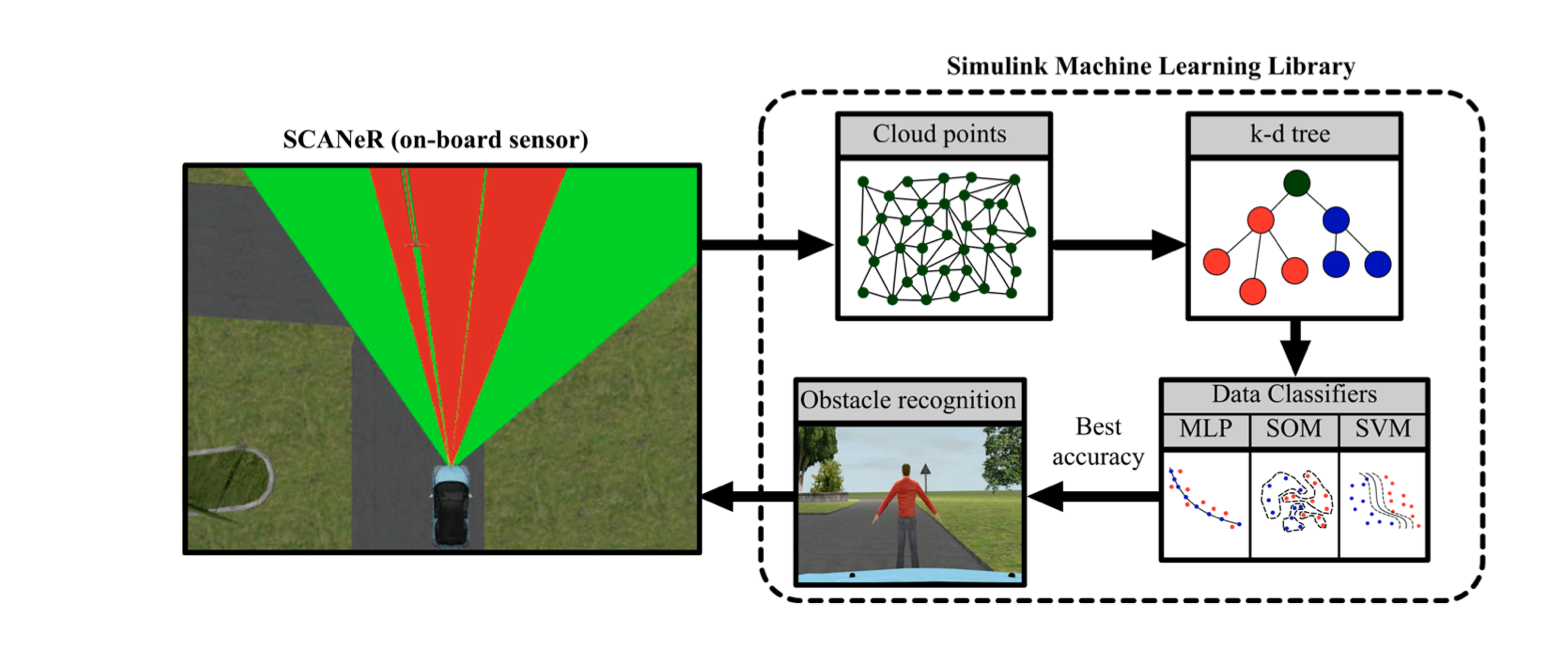 Simulink Machine Learning Library
SCANeR (on-board sensor)
Cloud points
k-d tree
Obstacle recognition
Best
accuracy
Data Classifiers
MLP SOM SVM